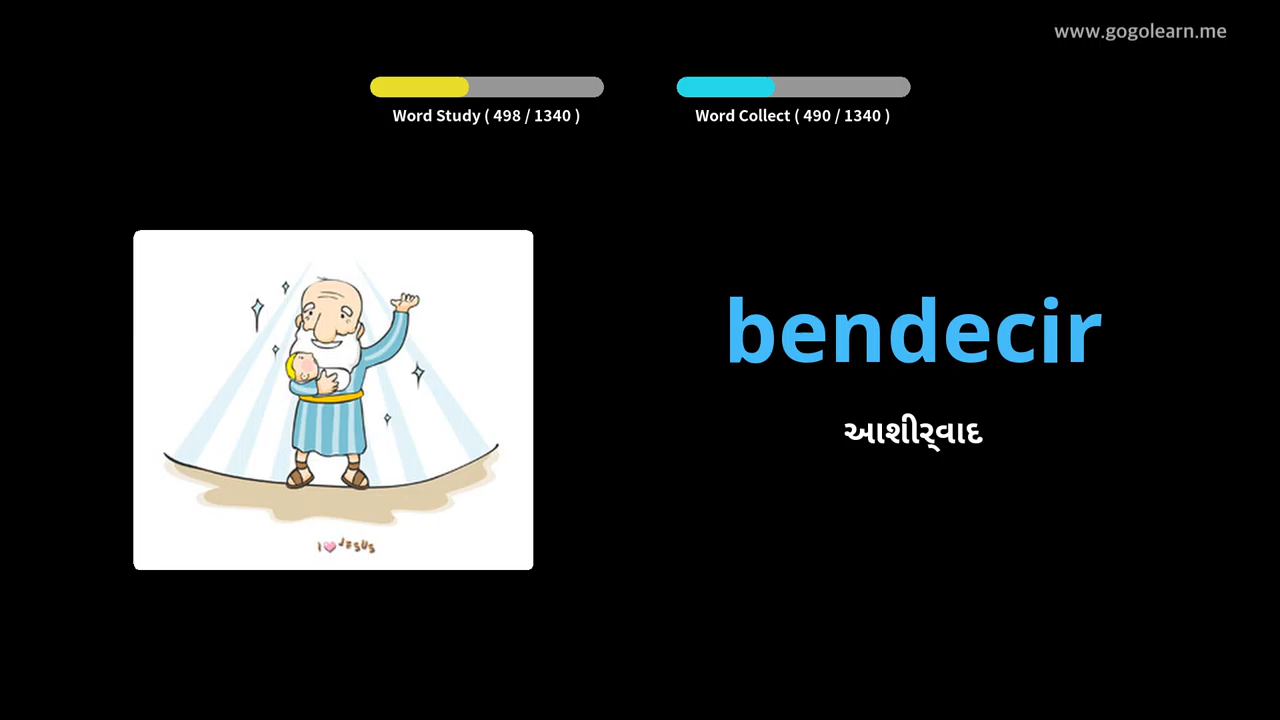 www.gogolearn.me
Word Study ( 498 / 1340 )
Word Collect ( 490 / 1340 )
bendecir
આશીર્વાદ
I JESUS